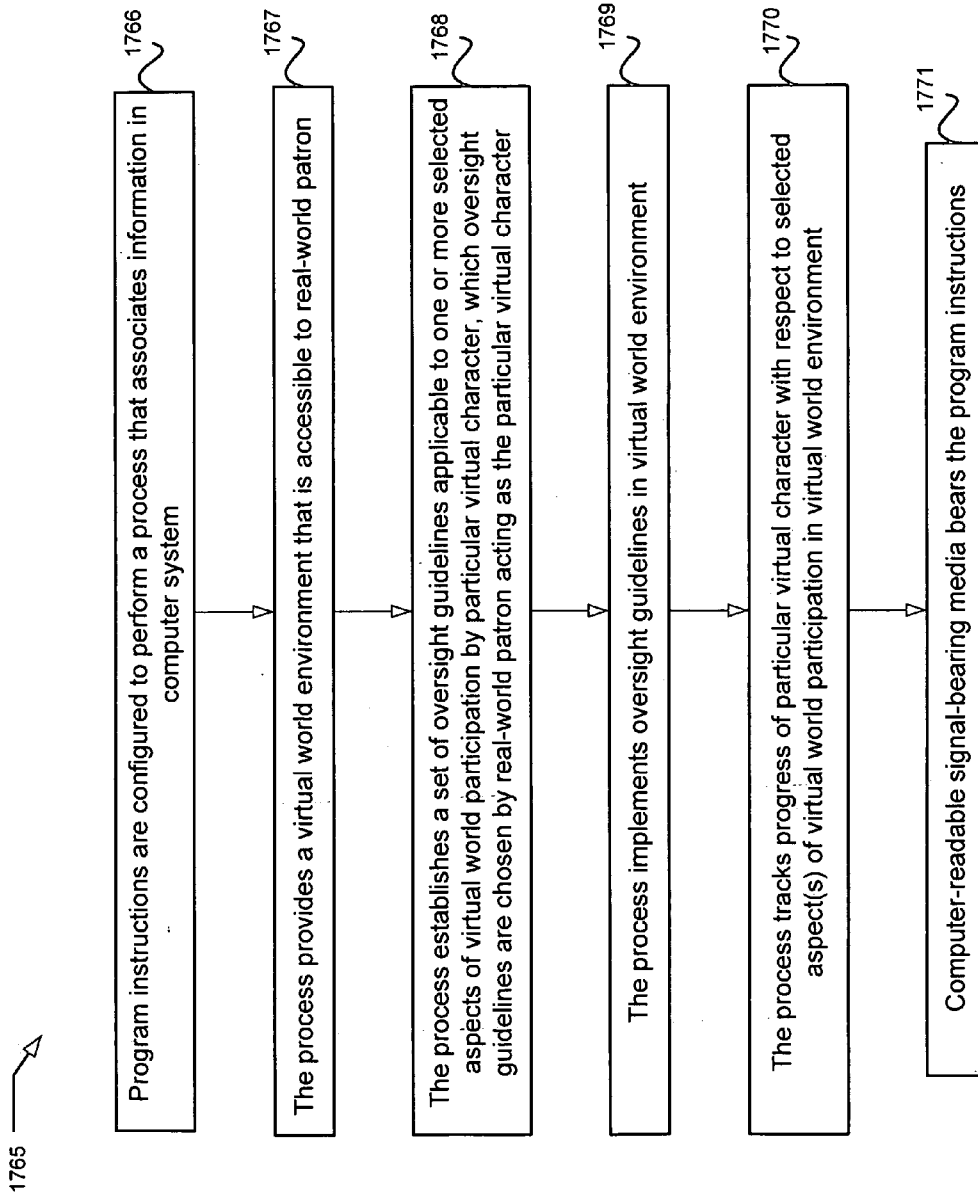 1765
Program instructions are configured to perform a process that associates information in
computer system
1766
The process provides a virtual world environment that is accessible to real-world patron
1767
The process establishes a set of oversight guidelines applicable to one or more selected
aspects of virtual world participation by particular virtual character, which oversight
guidelines are chosen by real-world patron acting as the particular virtual character
1768
The process implements oversight guidelines in virtual world environment
1769
The process tracks progress of particular virtual character with respect to selected
aspect(s) of virtual world participation in virtual world environment
1770
Computer-readable signal-bearing media bears the program instructions
1771